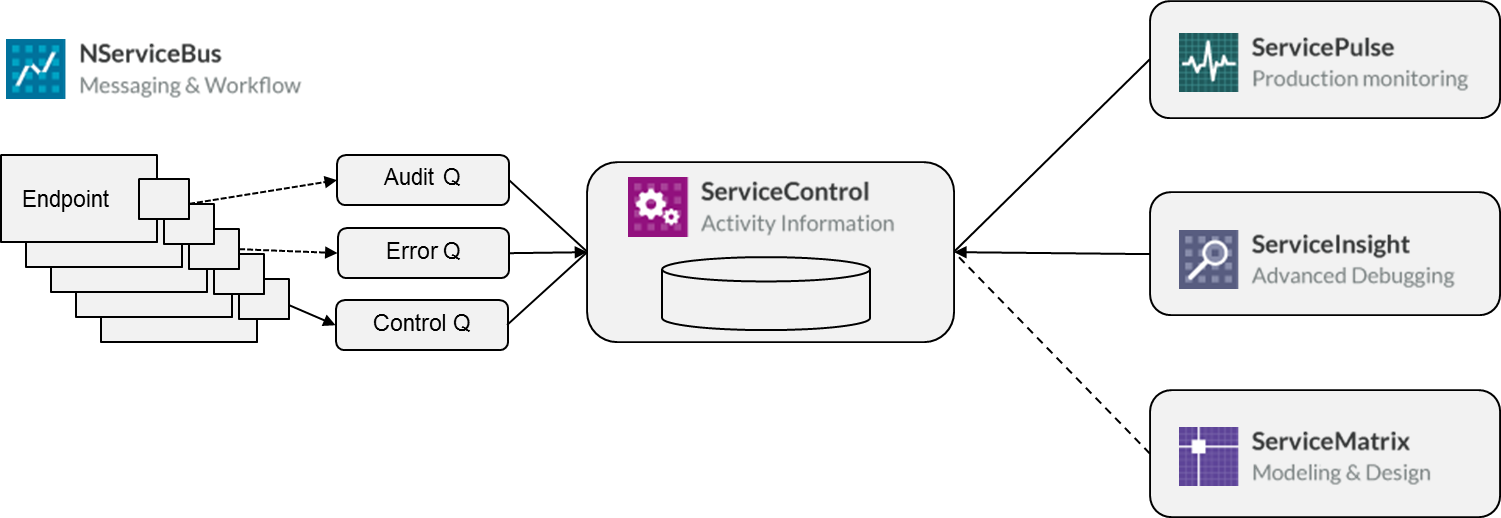 NServiceBus
Messaging & Workflow
Endpoint
Audit Q
Error Q
Control Q
ServiceControl
Activity Information
ServicePulse
Production monitoring
ServiceInsight
Advanced Debugging
ServiceMatrix
Modeling & Design